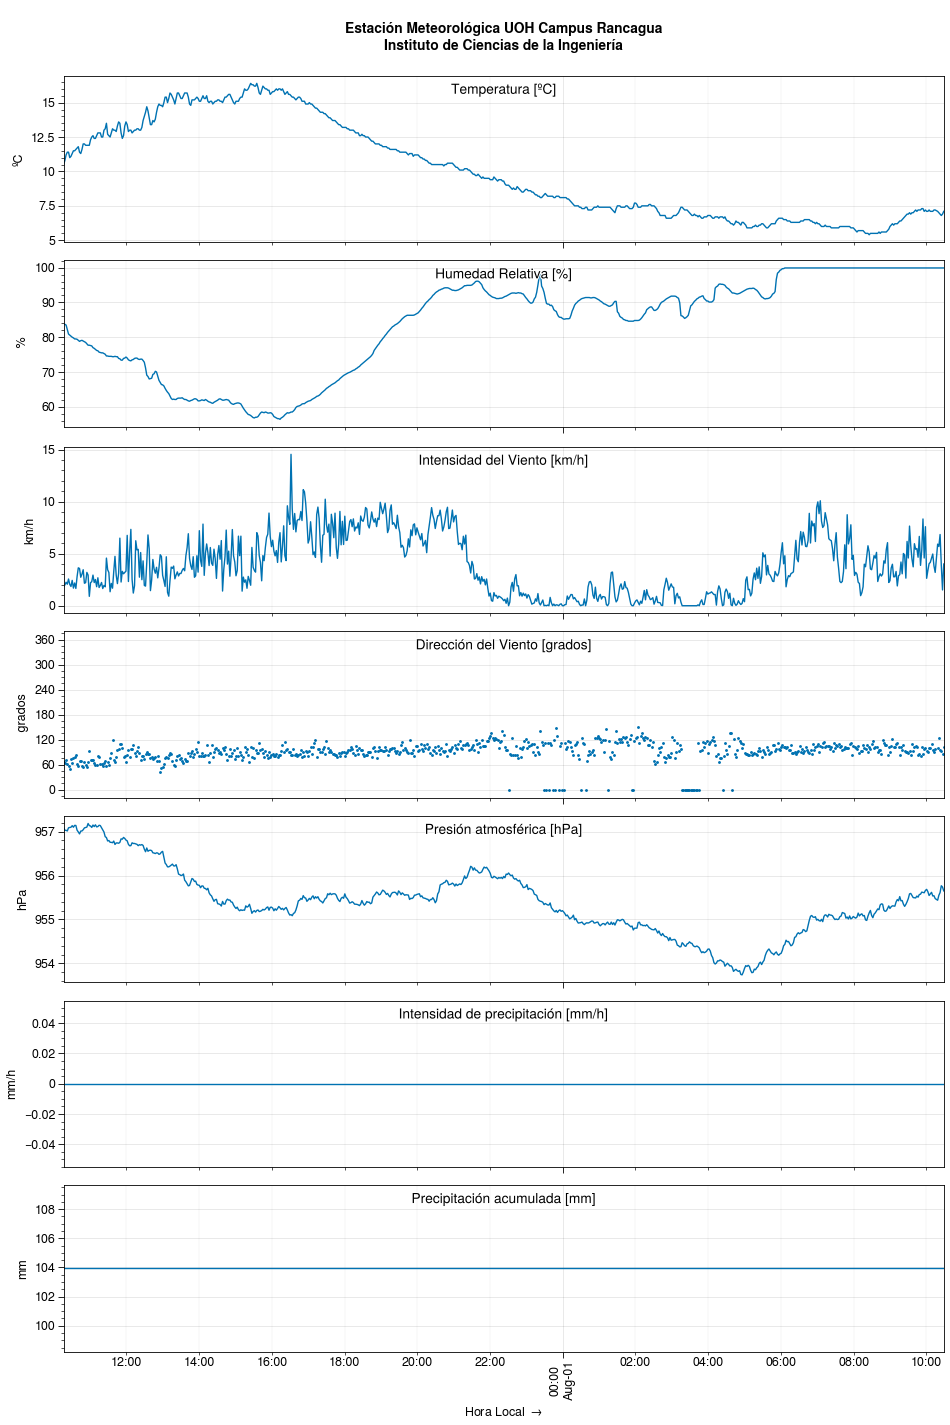 Estación Meteorológica UOH Campus Rancagua
Instituto de Ciencias de la Ingeniería
Temperatura [ºC]
ºC
15
12.5
10
7.5
5
Humedad Relativa [%]
%
100
90
80
70
60
Intensidad del Viento [km/h]
km/h
15
10
5
0
Dirección del Viento [grados]
grados
360
300
240
180
120
60
0
Presión atmosférica [hPa]
hPa
957
956
955
954
Intensidad de precipitación [mm/h]
mm/h
0.04
0.02
0
−0.02
−0.04
Precipitación acumulada [mm]
mm
108
106
104
102
100
12:00 14:00 16:00 18:00 20:00 22:00 00:00 02:00 04:00 06:00 08:00 10:00
Aug-01
Hora Local →